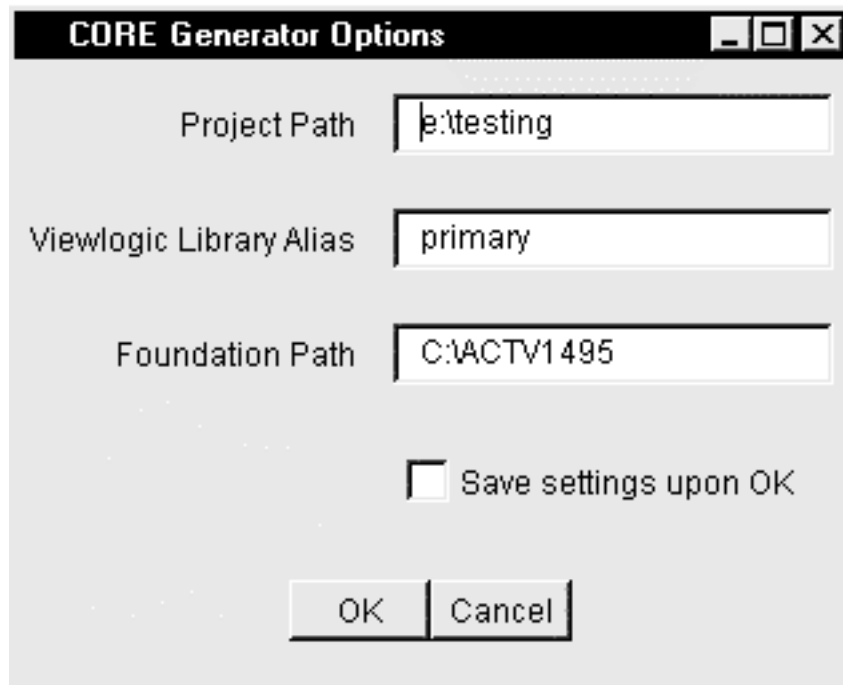 CORE Generator Options
Project Path e:\testing
Viewlogic Library Alias primary
Foundation Path C:\ACTV1495
Save settings upon OK
OK Cancel